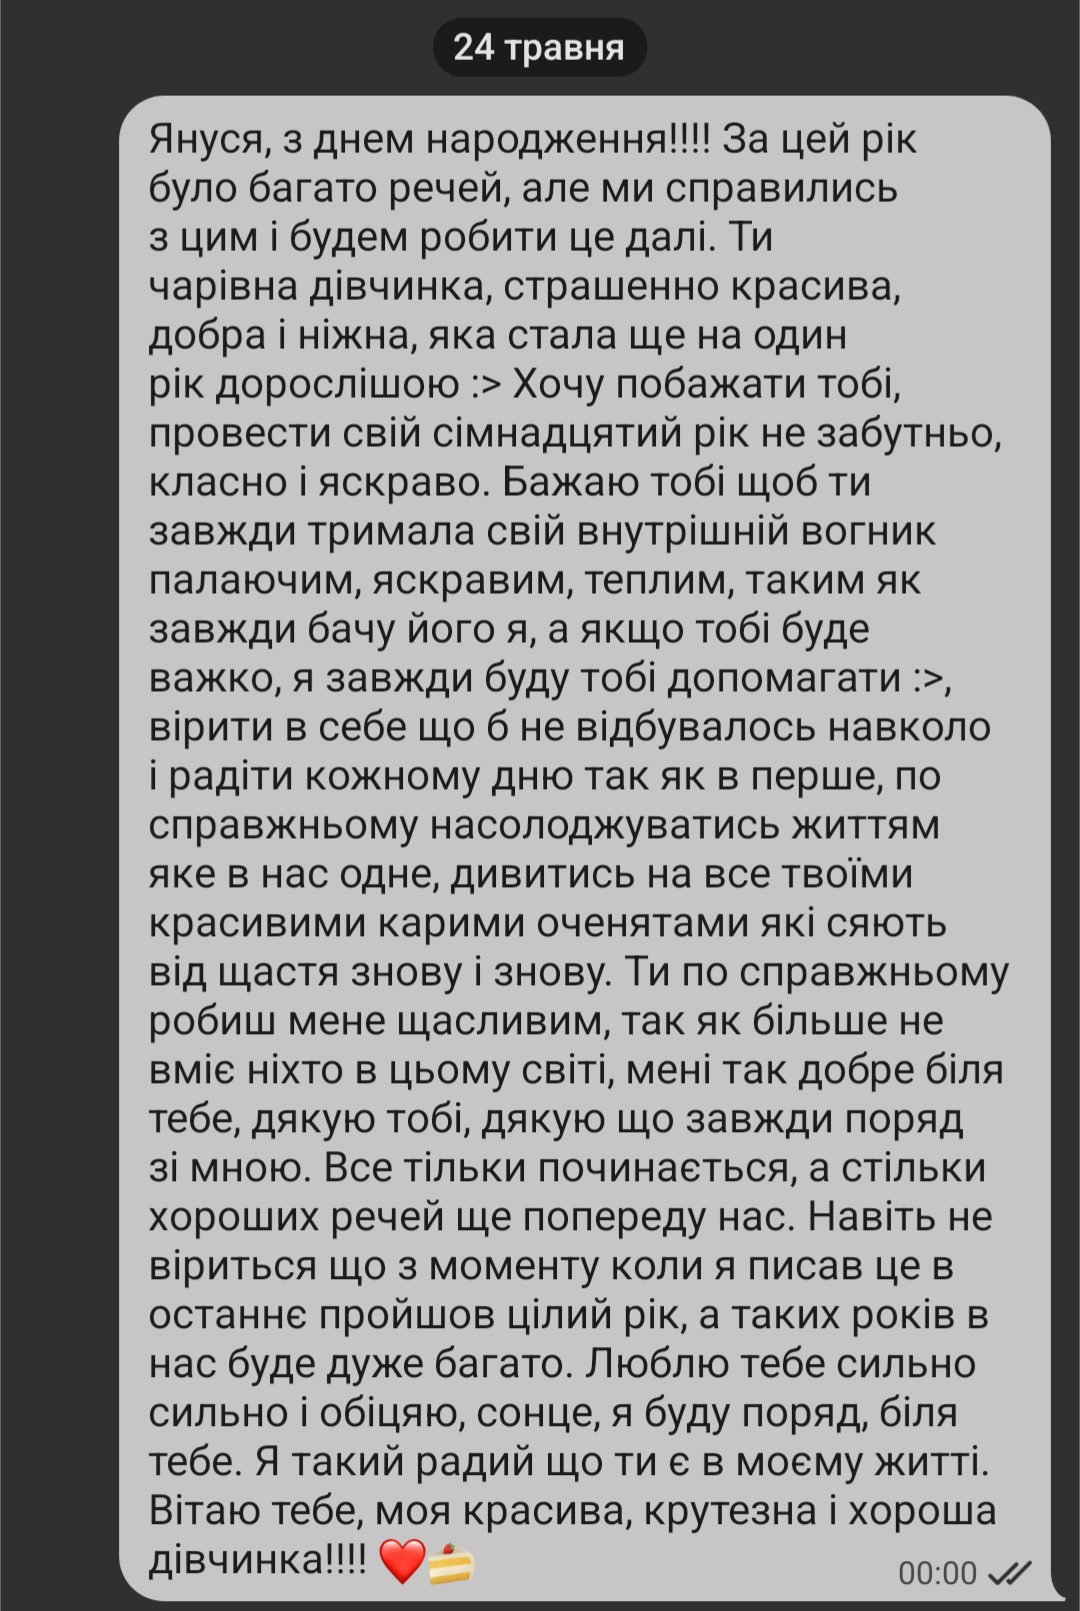 24 травня
Януся, з днем народження!!!! За цей рік
було багато речей, але ми справились
з цим і будем робити це далі. Ти
чарівна дівчинка, страшенно красива,
добра і ніжна, яка стала ще на один
рік дорослішою :> Хочу побажати тобі,
провести свій сімнадцятий рік не забутньо,
класно і яскраво. Бажаю тобі щоб ти
завжди тримала свій внутрішній вогник
палаючим, яскравим, теплим, таким як
завжди бачу його я, а якщо тобі буде
важко, я завжди буду тобі допомагати :>,
вірити в себе що б не відбувалось навколо
і радіти кожному дню так як в перше, по
справжньому насолоджуватись життям
яке в нас одне, дивитись на все твоїми
красивими карими оченятами які сяють
від щастя знову і знову. Ти по справжньому
робиш мене щасливим, так як більше не
вміє ніхто в цьому світі, мені так добре біля
тебе, дякую тобі, дякую що завжди поряд
зі мною. Все тільки починається, а стільки
хороших речей ще попереду нас. Навіть не
віриться що з моменту коли я писав це в
останнє пройшов цілий рік, а таких років в
нас буде дуже багато. Люблю тебе сильно
сильно і обіцяю, сонце, я буду поряд, біля
тебе. Я такий радий що ти є в моєму житті.
Вітаю тебе, моя красива, крутезна і хороша
дівчинка!!!! ❤️🍰
00:00